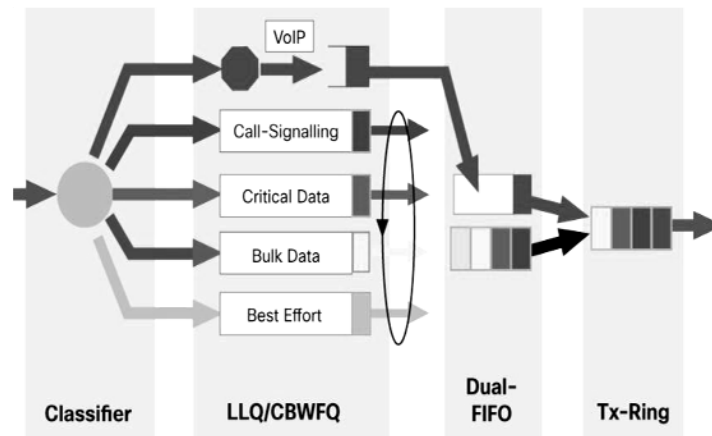 VoIP
Call-Signalling
Critical Data
Bulk Data
Best Effort
Classifier
LLQ/CBWFQ
Dual-
FIFO
Tx-Ring